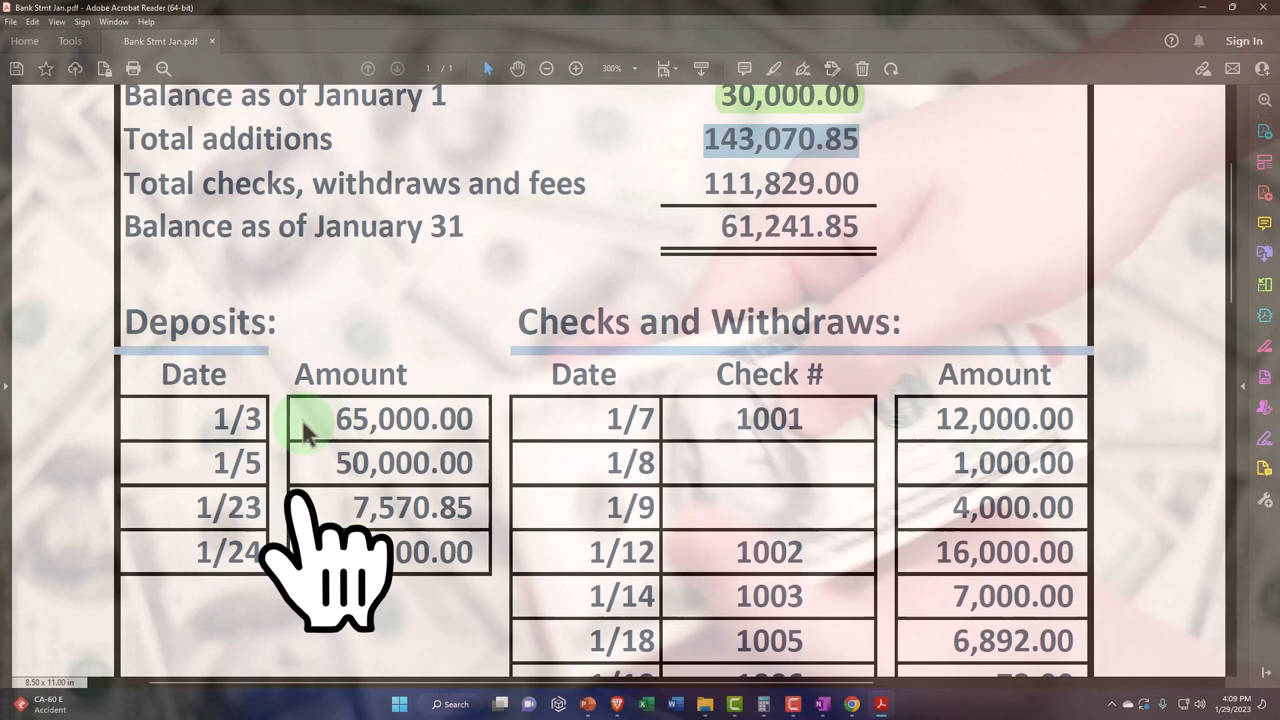 Bank Stmt Jan.pdf - Adobe Acrobat Reader (64-bit)
File Edit View Sign Window Help
Home Tools Bank Stmt Jan.pdf × Sign In
1 / 1 300%
Balance as of January 1 30,000.00
Total additions 143,070.85
Total checks, withdraws and fees 111,829.00
Balance as of January 31 61,241.85
Deposits: Checks and Withdraws:
Date Amount Date Check # Amount
1/3 65,000.00 1/7 1001 12,000.00
1/5 50,000.00 1/8 1,000.00
1/23 7,570.85 1/9 4,000.00
1/24 00.00 1/12 1002 16,000.00
1/14 1003 7,000.00
1/18 1005 6,892.00
8.50 x 11.00 in
CA-60 E
Accident
Search
4:09 PM
1/29/2023